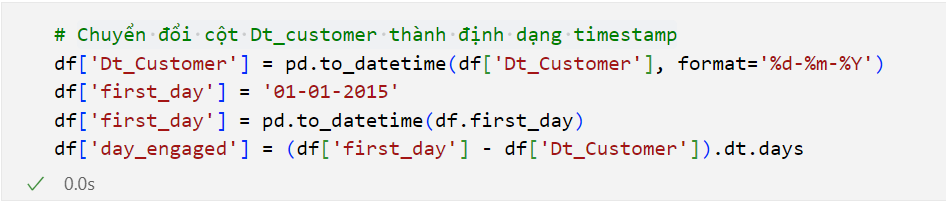 # Chuyển đổi cột Dt_customer thành định dạng timestamp
df['Dt_Customer'] = pd.to_datetime(df['Dt_Customer'], format='%d-%m-%Y')
df['first_day'] = '01-01-2015'
df['first_day'] = pd.to_datetime(df.first_day)
df['day_engaged'] = (df['first_day'] - df['Dt_Customer']).dt.days
0.0s